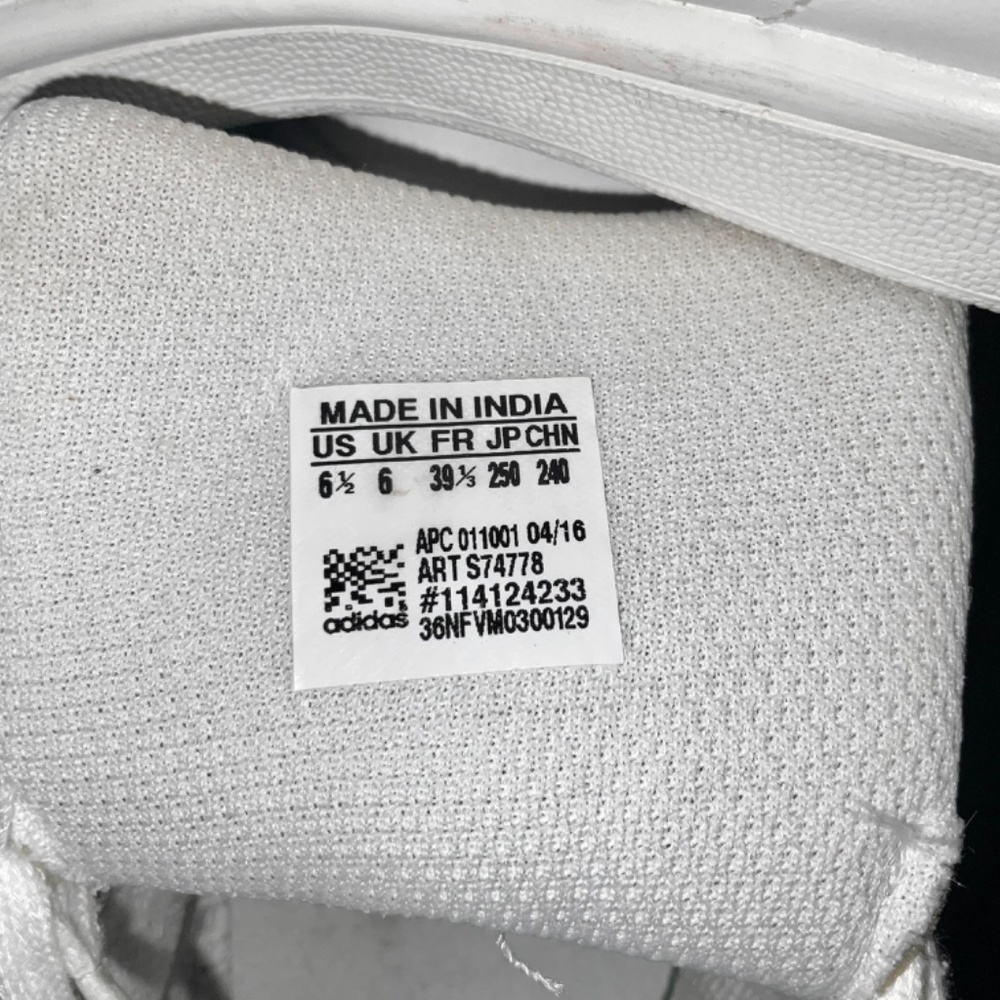 MADE IN INDIA
US UK FR JP CHN
6½ 6 39⅓ 250 240
APC 011001 04/16
ART S74778
#114124233
adidas 36NFVM0300129